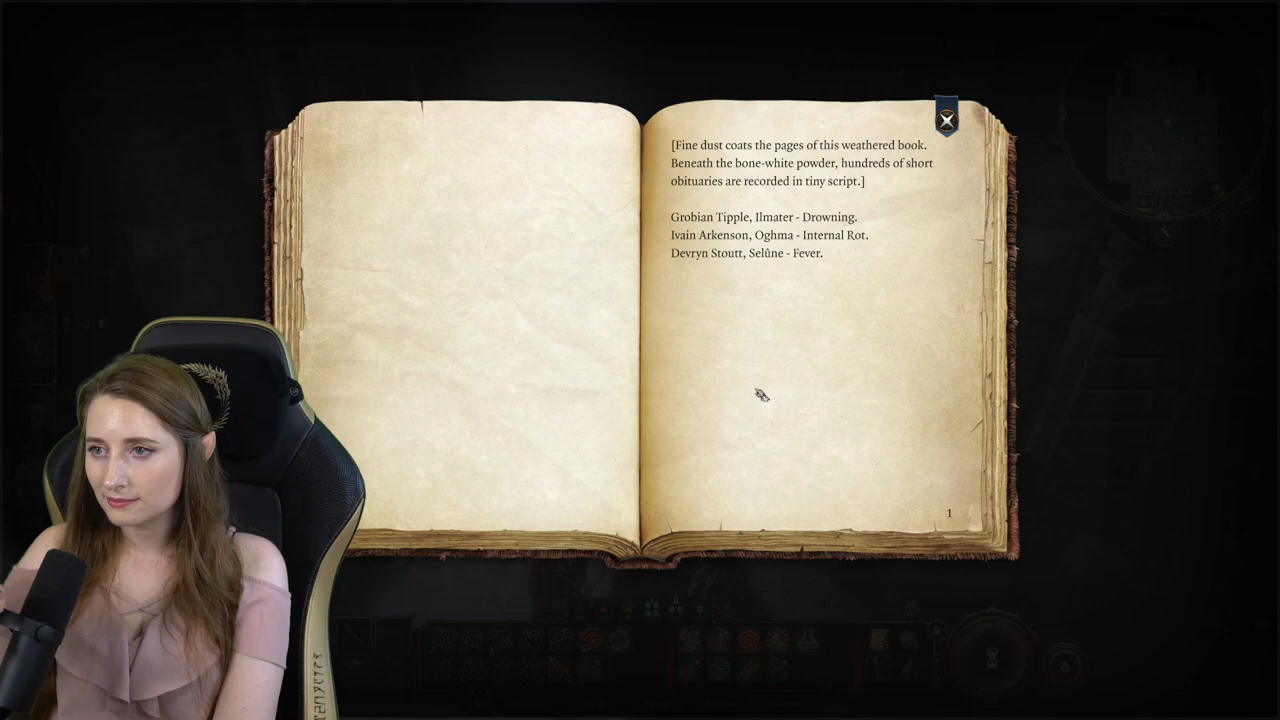 [Fine dust coats the pages of this weathered book.
Beneath the bone-white powder, hundreds of short
obituaries are recorded in tiny script.]
Grobian Tipple, Ilmater - Drowning.
Ivain Arkenson, Oghma - Internal Rot.
Devryn Stoutt, Selûne - Fever.
1